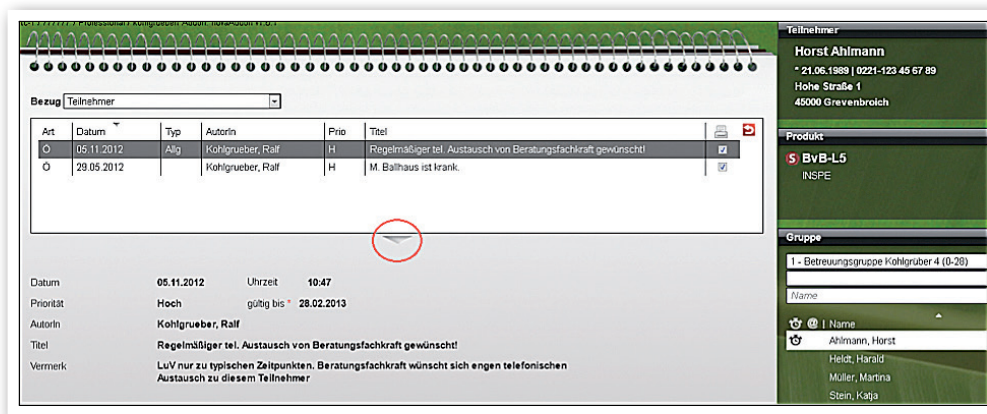 Bezug Teilnehmer
Art Datum Typ AutorIn Prio Titel
Ö 05.11.2012 Allg Kohlgrueber, Ralf H Regelmäßiger tel. Austausch von Beratungsfachkraft gewünscht!
Ö 29.05.2012 Kohlgrueber, Ralf H M. Ballhaus ist krank.
Datum 05.11.2012 Uhrzeit 10:47
Priorität Hoch gültig bis * 28.02.2013
AutorIn Kohlgrueber, Ralf
Titel Regelmäßiger tel. Austausch von Beratungsfachkraft gewünscht!
Vermerk LuV nur zu typischen Zeitpunkten. Beratungsfachkraft wünscht sich engen telefonischen
Austausch zu diesem Teilnehmer
Teilnehmer
Horst Ahlmann
* 21.06.1989 | 0221-123 45 67 89
Hohe Straße 1
45000 Grevenbroich
Produkt
S BvB-L5
INSPE
Gruppe
1 - Betreuungsgruppe Kohlgrüber 4 (0-28)
Name
@ ! Name
Ahlmann, Horst
Heldt, Harald
Müller, Martina
Stein, Katja